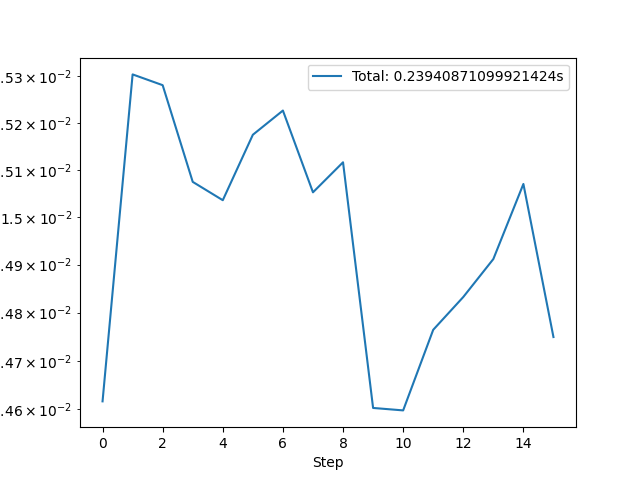 Total: 0.23940871099921424s
.53 × 10⁻²
.52 × 10⁻²
.51 × 10⁻²
1.5 × 10⁻²
.49 × 10⁻²
.48 × 10⁻²
.47 × 10⁻²
.46 × 10⁻²
0 2 4 6 8 10 12 14
Step